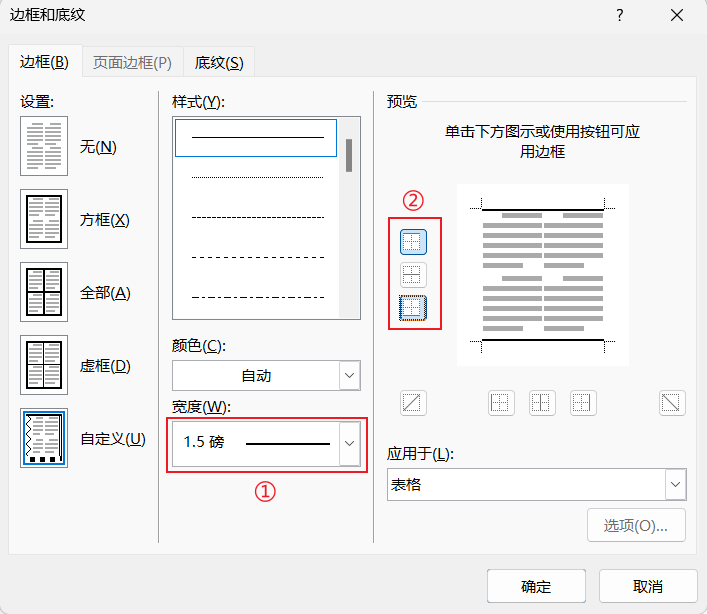 边框和底纹
?
边框(B)
页面边框(P)
底纹(S)
设置:
无(N)
方框(X)
全部(A)
虚框(D)
自定义(U)
样式(Y):
颜色(C):
自动
宽度(W):
1.5 磅
①
预览
单击下方图示或使用按钮可应
用边框
②
应用于(L):
表格
选项(O)...
确定
取消